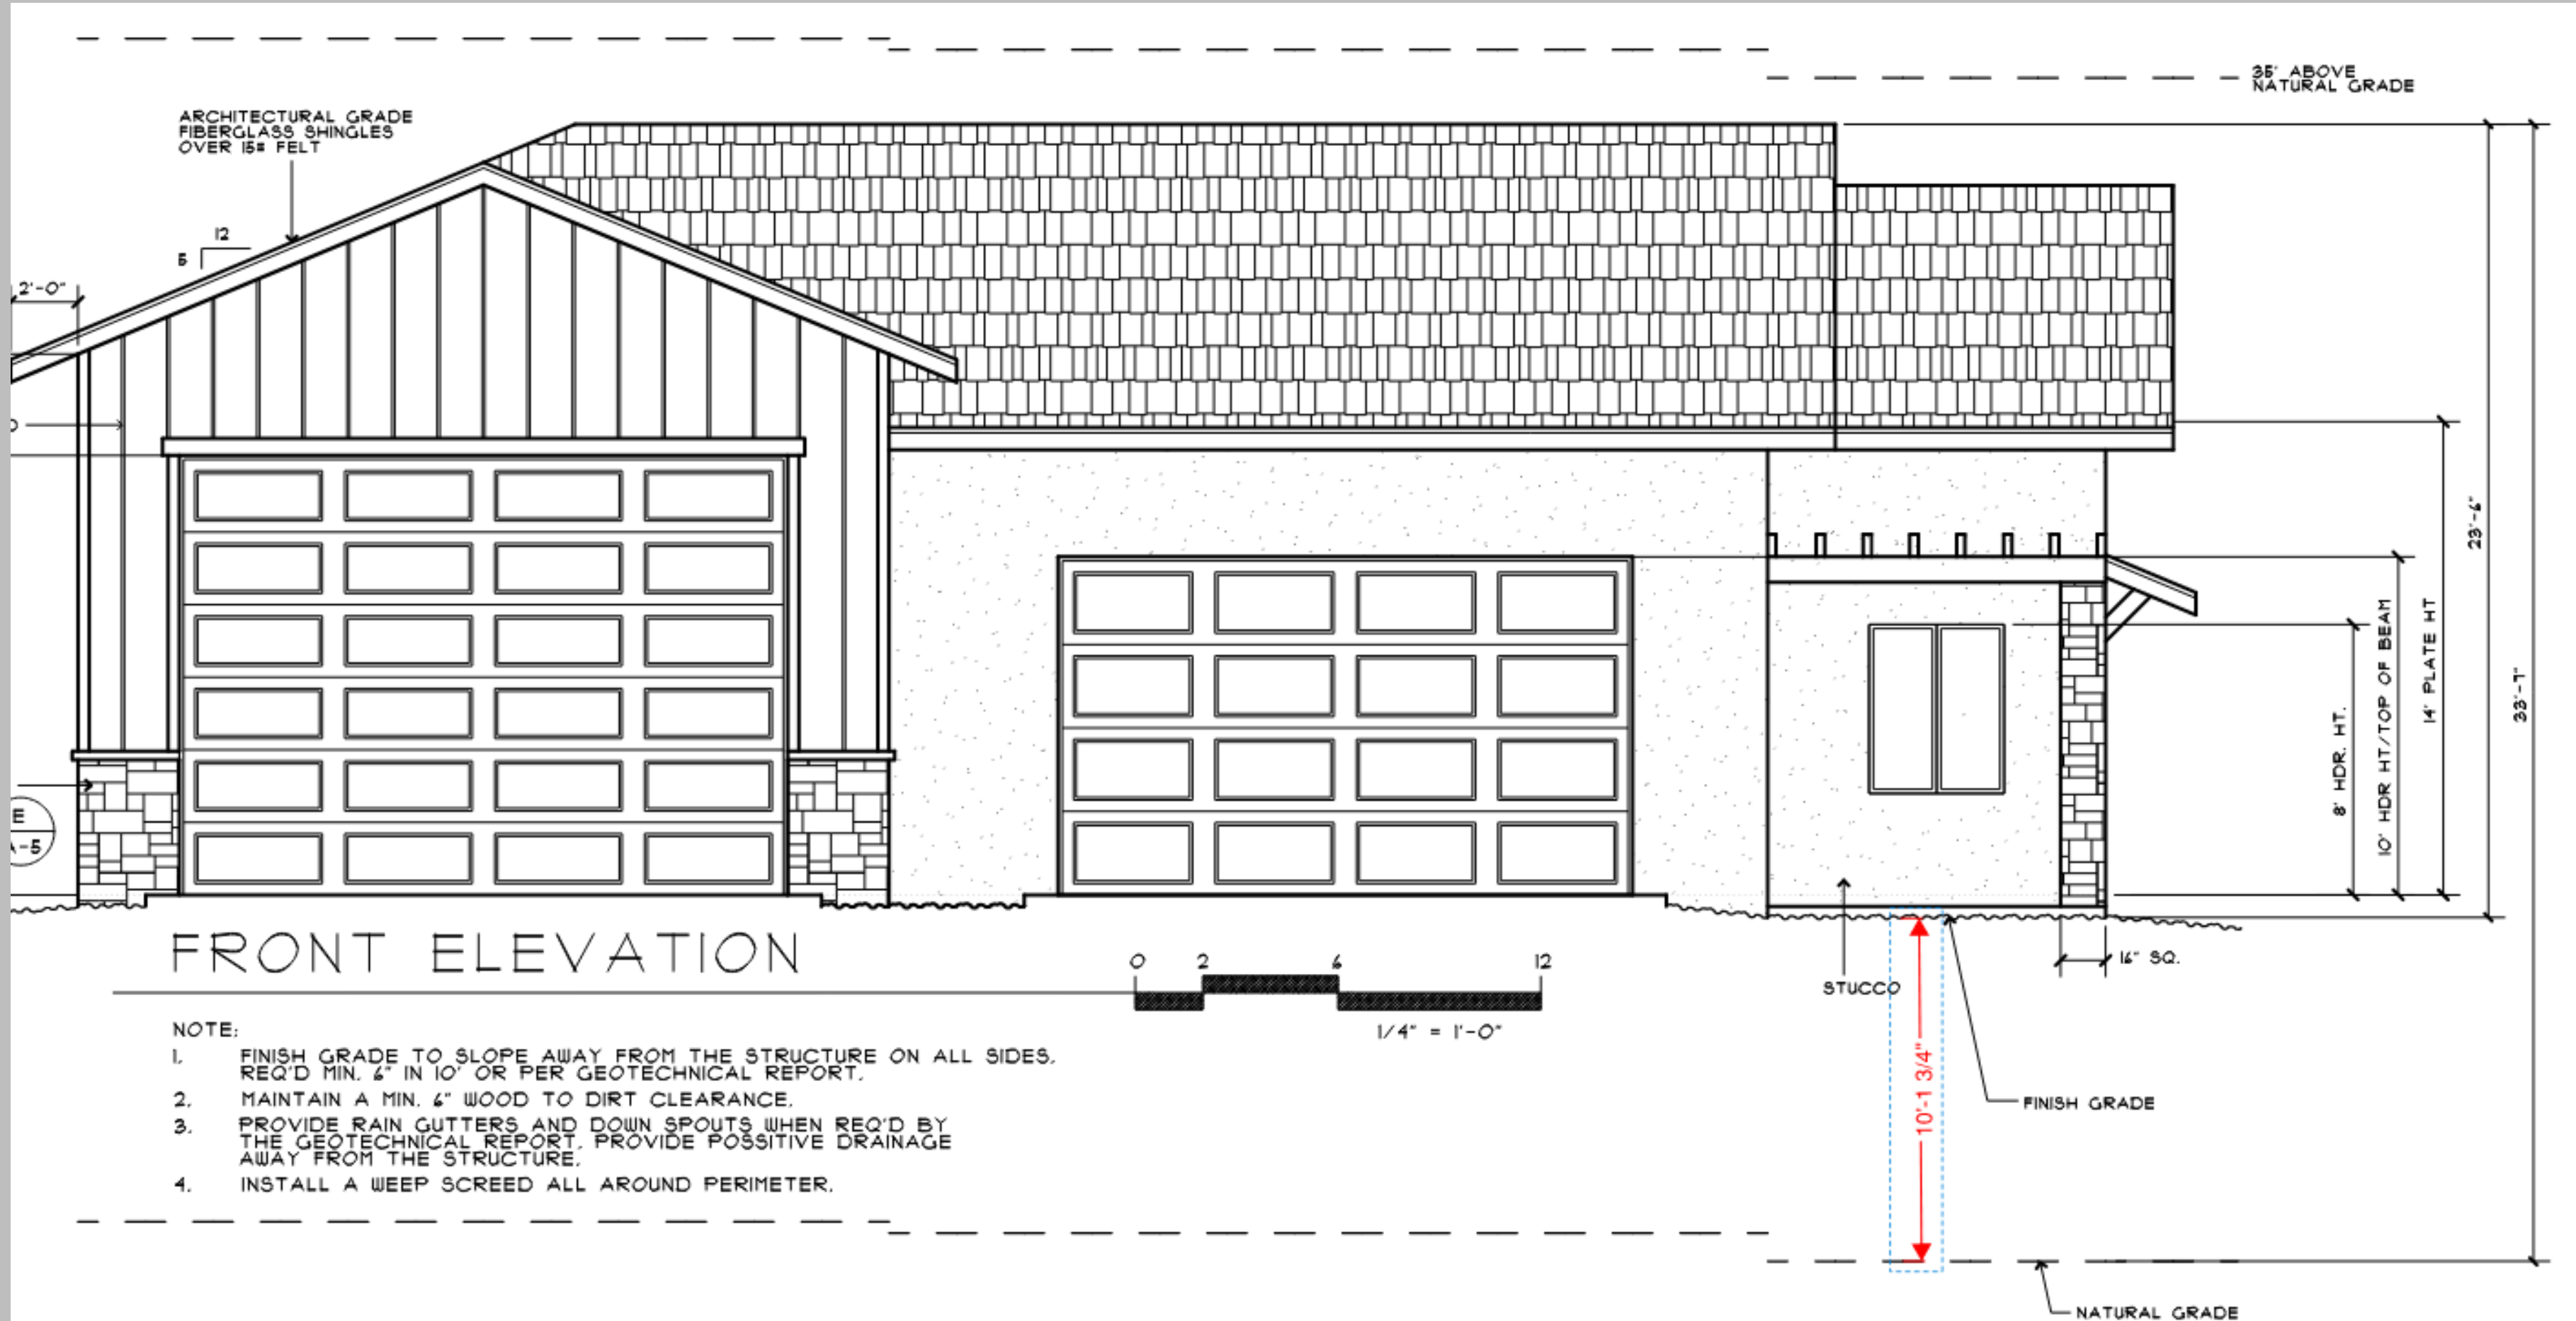 35' ABOVE
NATURAL GRADE
ARCHITECTURAL GRADE
FIBERGLASS SHINGLES
OVER 15# FELT
12
5
2'-0"
23'-6"
33'-7"
14' PLATE HT
10' HDR HT/TOP OF BEAM
8' HDR. HT.
E
A-5
FRONT ELEVATION
0 2 6 12
1/4" = 1'-0"
16" SQ.
STUCCO
10'-1 3/4"
FINISH GRADE
NOTE:
1. FINISH GRADE TO SLOPE AWAY FROM THE STRUCTURE ON ALL SIDES.
REQ'D MIN. 6" IN 10' OR PER GEOTECHNICAL REPORT.
2. MAINTAIN A MIN. 6" WOOD TO DIRT CLEARANCE.
3. PROVIDE RAIN GUTTERS AND DOWN SPOUTS WHEN REQ'D BY
THE GEOTECHNICAL REPORT. PROVIDE POSSITIVE DRAINAGE
AWAY FROM THE STRUCTURE.
4. INSTALL A WEEP SCREED ALL AROUND PERIMETER.
NATURAL GRADE